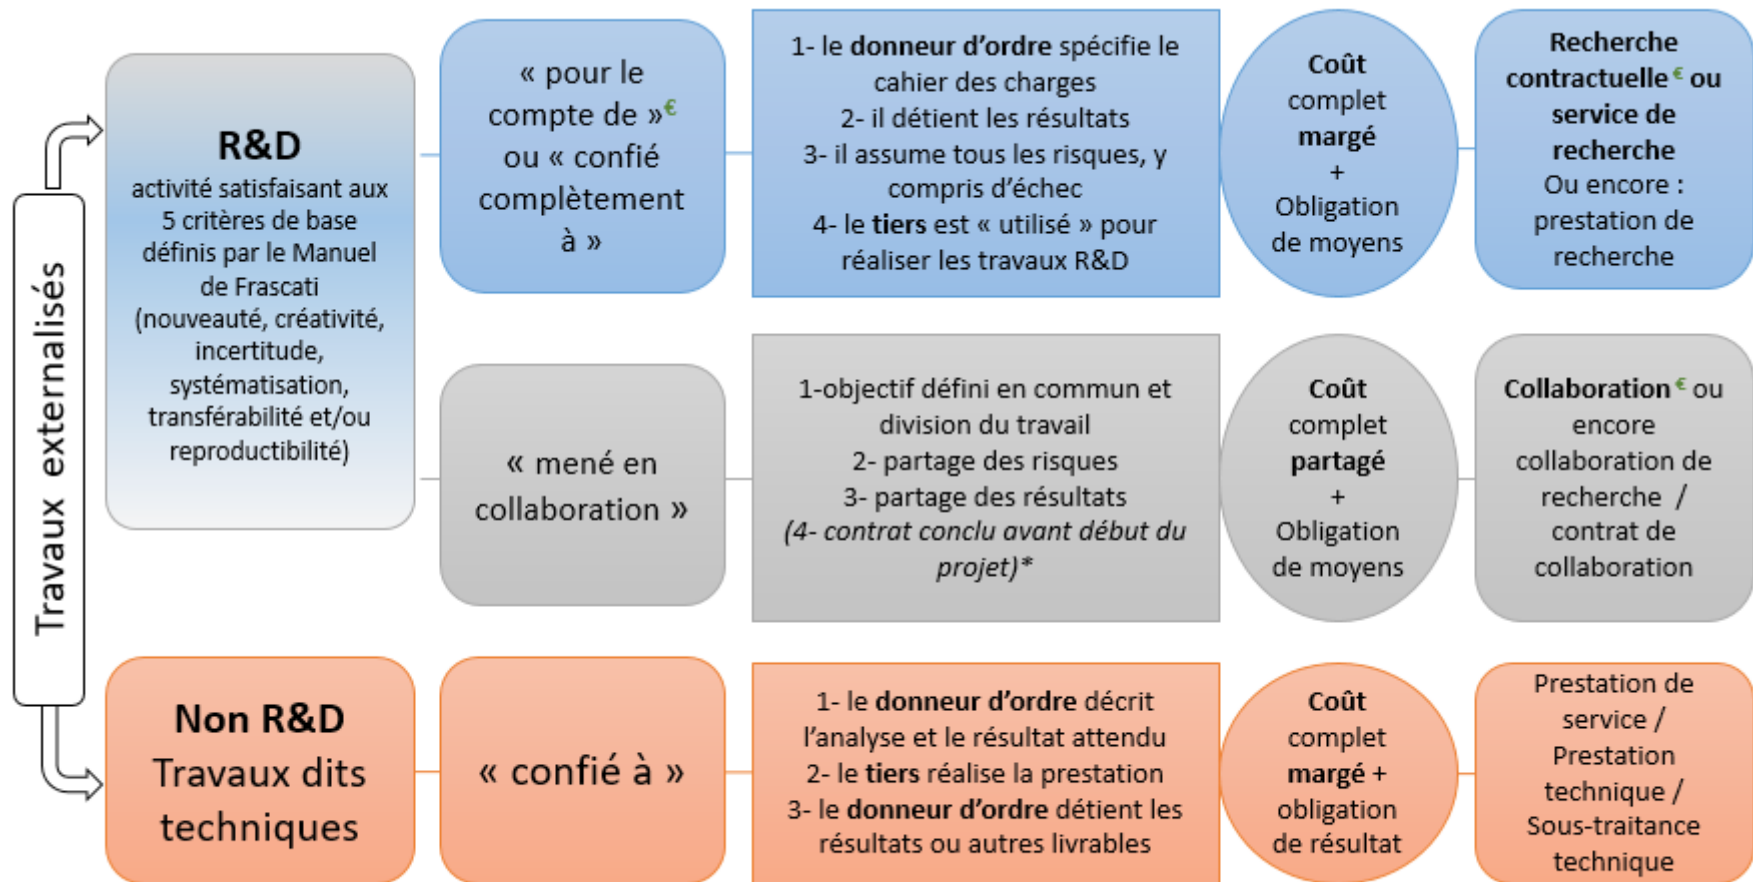 Travaux externalisés
R&D
activité satisfaisant aux
5 critères de base
définis par le Manuel
de Frascati
(nouveauté, créativité,
incertitude,
systématisation,
transférabilité et/ou
reproductibilité)
« pour le
compte de »€
ou « confié
complètement
à »
1- le donneur d’ordre spécifie le
cahier des charges
2- il détient les résultats
3- il assume tous les risques, y
compris d’échec
4- le tiers est « utilisé » pour
réaliser les travaux R&D
Coût
complet
margé
+
Obligation
de moyens
Recherche
contractuelle € ou
service de
recherche
Ou encore :
prestation de
recherche
« mené en
collaboration »
1-objectif défini en commun et
division du travail
2- partage des risques
3- partage des résultats
(4- contrat conclu avant début du
projet)*
Coût
complet
partagé
+
Obligation
de moyens
Collaboration € ou
encore
collaboration de
recherche /
contrat de
collaboration
Non R&D
Travaux dits
techniques
« confié à »
1- le donneur d’ordre décrit
l’analyse et le résultat attendu
2- le tiers réalise la prestation
3- le donneur d’ordre détient les
résultats ou autres livrables
Coût
complet
margé +
obligation
de résultat
Prestation de
service /
Prestation
technique /
Sous-traitance
technique